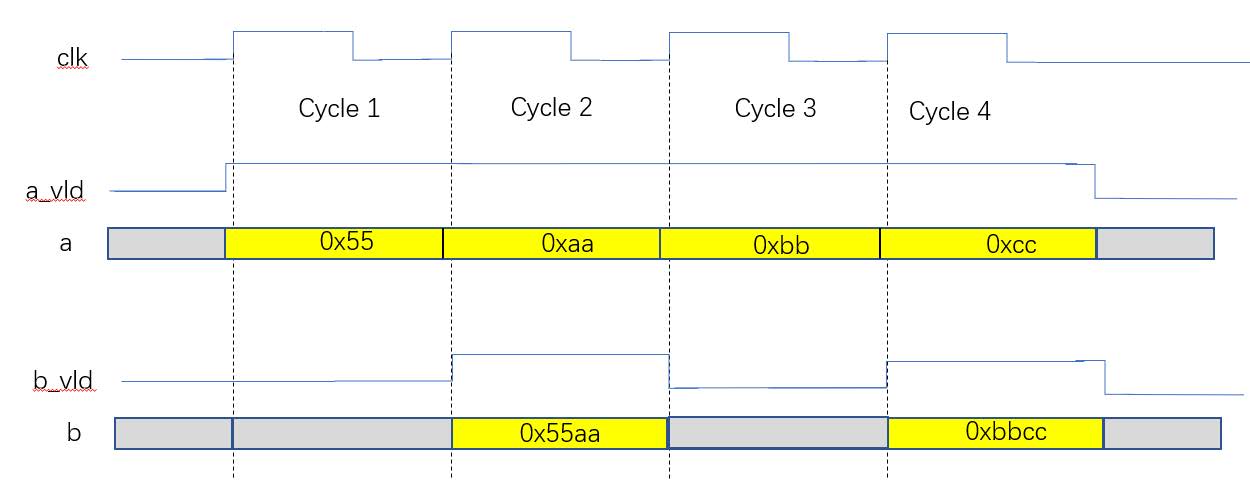 clk
Cycle 1
Cycle 2
Cycle 3
Cycle 4
a_vld
a
0x55
0xaa
0xbb
0xcc
b_vld
b
0x55aa
0xbbcc